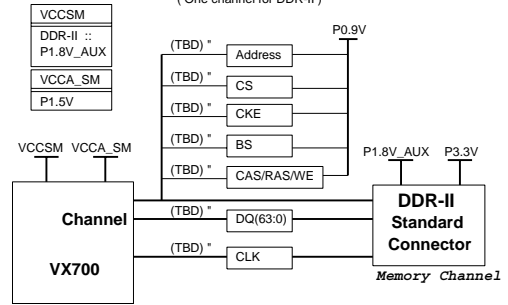 ( One channel for DDR-II )
VCCSM
DDR-II ::
P1.8V_AUX
VCCA_SM
P1.5V
P0.9V
(TBD) " Address
(TBD) " CS
(TBD) " CKE
(TBD) " BS
(TBD) " CAS/RAS/WE
VCCSM VCCA_SM
P1.8V_AUX P3.3V
Channel
VX700
(TBD) " DQ(63:0)
(TBD) " CLK
DDR-II
Standard
Connector
Memory Channel